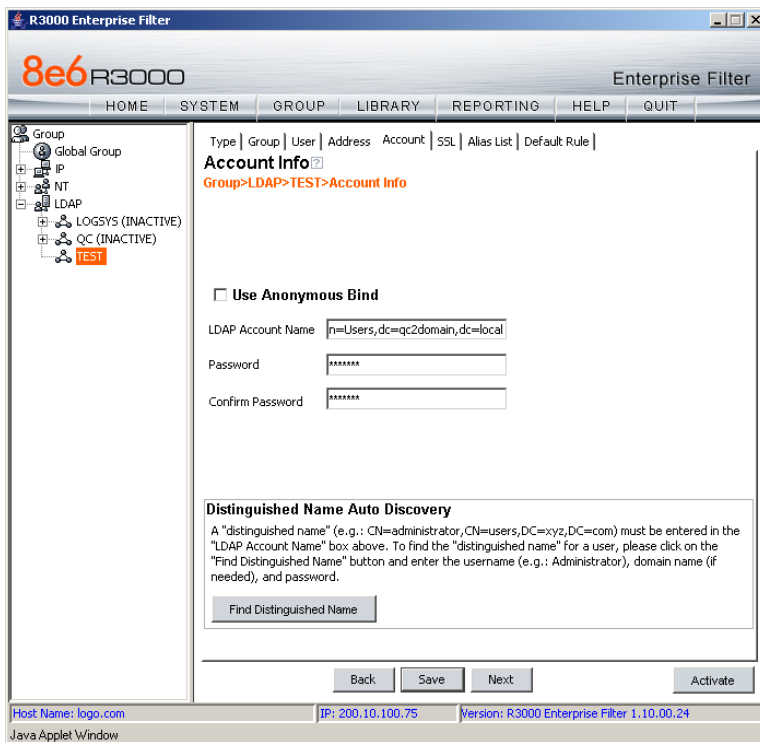 R3000 Enterprise Filter
8e6 R3000
Enterprise Filter
HOME SYSTEM GROUP LIBRARY REPORTING HELP QUIT
Group
Global Group
IP
NT
LDAP
LOGSYS (INACTIVE)
QC (INACTIVE)
TEST
Type | Group | User | Address Account | SSL | Alias List | Default Rule |
Account Info ?
Group>LDAP>TEST>Account Info
Use Anonymous Bind
LDAP Account Name n=Users,dc=qc2domain,dc=local
Password *******
Confirm Password *******
Distinguished Name Auto Discovery
A "distinguished name" (e.g.: CN=administrator,CN=users,DC=xyz,DC=com) must be entered in the
"LDAP Account Name" box above. To find the "distinguished name" for a user, please click on the
"Find Distinguished Name" button and enter the username (e.g.: Administrator), domain name (if
needed), and password.
Find Distinguished Name
Back Save Next Activate
Host Name: logo.com IP: 200.10.100.75 Version: R3000 Enterprise Filter 1.10.00.24
Java Applet Window